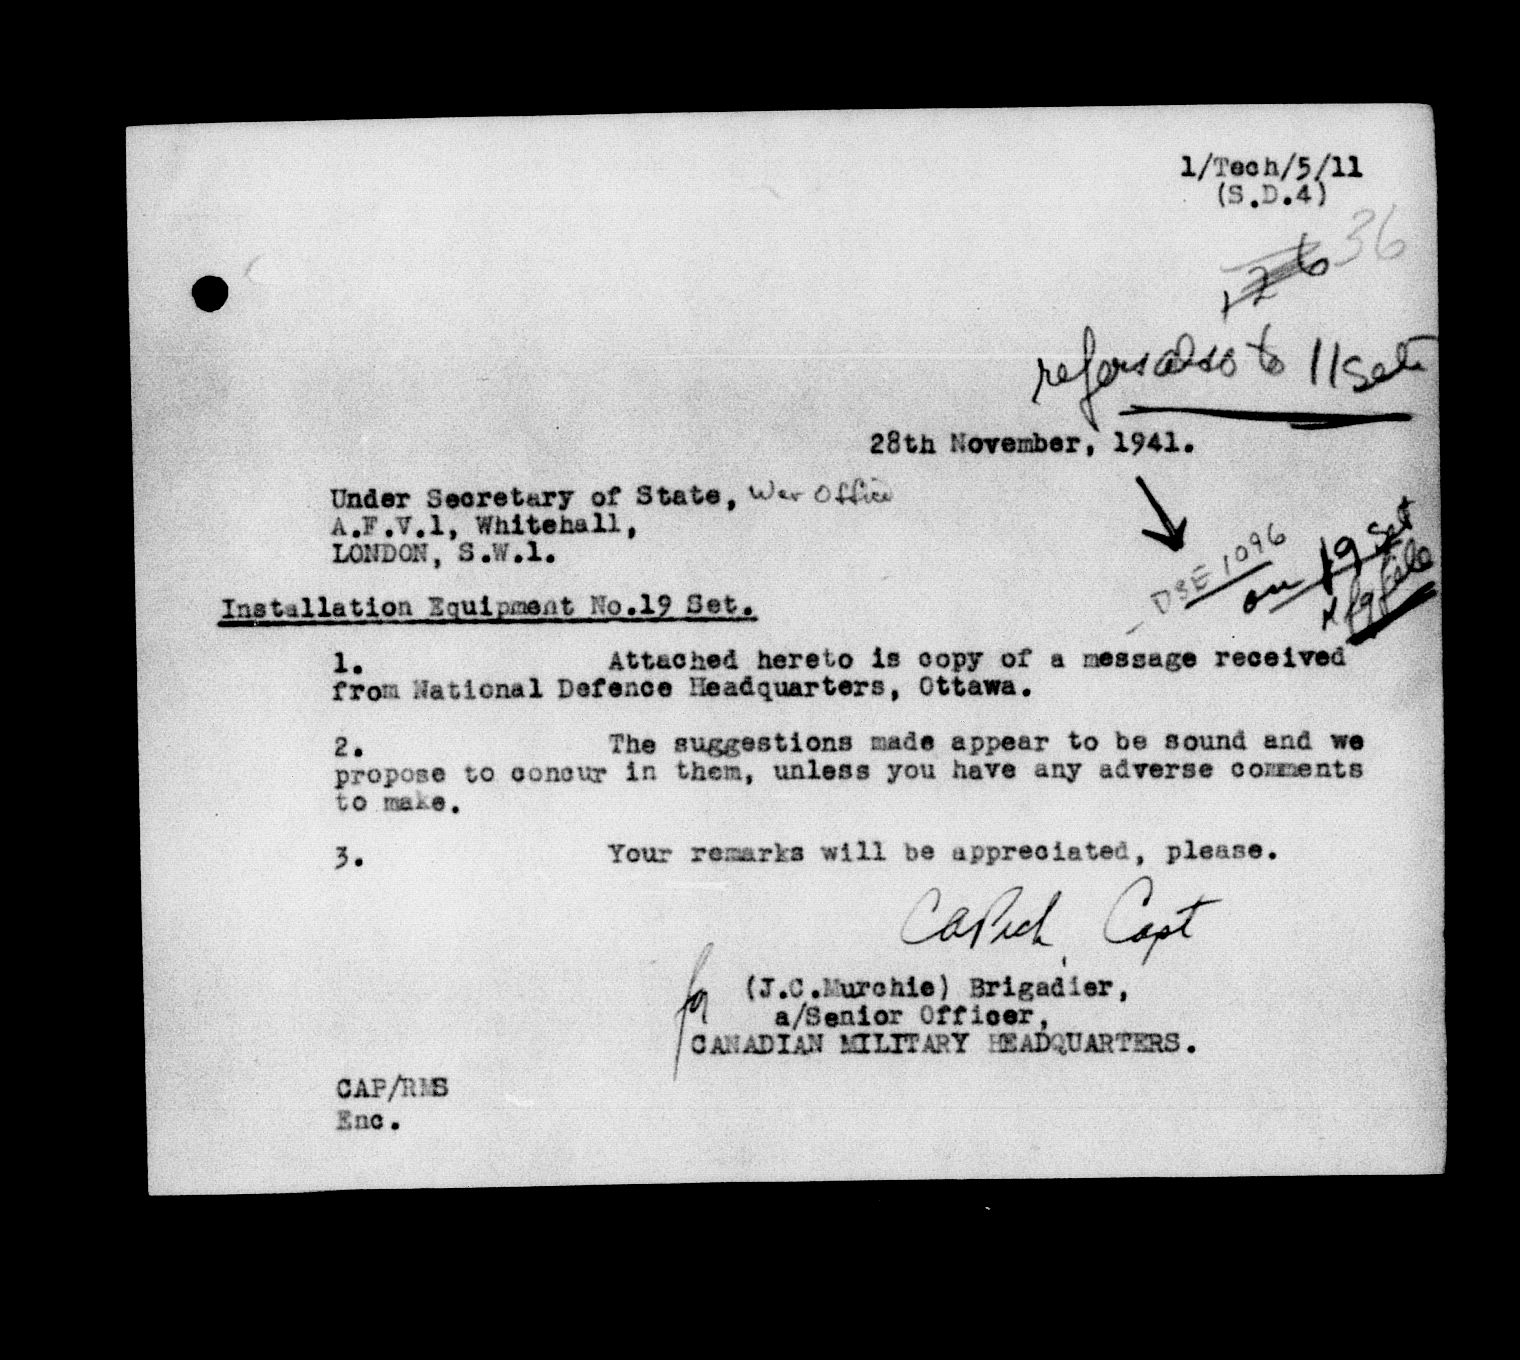 1/Tech/5/11
(S.D.4)
36
126
refers also to 11 set
28th November, 1941.
Under Secretary of State, War Office
A.F.V.1, Whitehall,
LONDON, S.W.1.
DSE 1096
on 19 set
Installation Equipment No.19 Set.
1. Attached hereto is copy of a message received
from National Defence Headquarters, Ottawa.
2. The suggestions made appear to be sound and we
propose to concur in them, unless you have any adverse comments
to make.
3. Your remarks will be appreciated, please.
Capt
for (J.C.Murchie) Brigadier,
a/Senior Officer,
CANADIAN MILITARY HEADQUARTERS.
CAP/RMS
Enc.